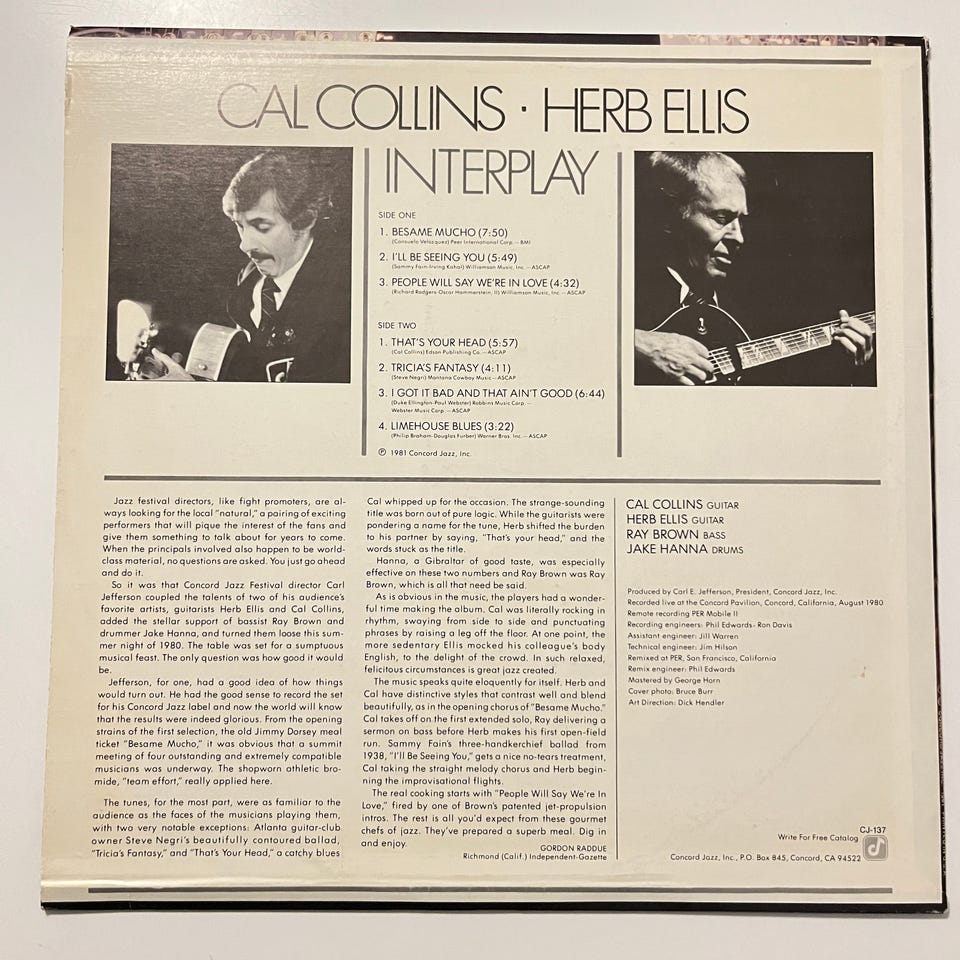 CAL COLLINS · HERB ELLIS
INTERPLAY
SIDE ONE
1. BESAME MUCHO (7:50)
(Consuelo Velazquez) Peer International Corp.—BMI
2. I'LL BE SEEING YOU (5:49)
(Sammy Fain-Irving Kahal) Williamson Music, Inc.—ASCAP
3. PEOPLE WILL SAY WE'RE IN LOVE (4:32)
(Richard Rodgers-Oscar Hammerstein, II) Williamson Music, Inc.—ASCAP
SIDE TWO
1. THAT'S YOUR HEAD (5:57)
(Cal Collins) Edson Publishing Co.—ASCAP
2. TRICIA'S FANTASY (4:11)
(Steve Negri) Montana Cowboy Music—ASCAP
3. I GOT IT BAD AND THAT AIN'T GOOD (6:44)
(Duke Ellington-Paul Webster) Robbins Music Corp.—
Webster Music Corp.—ASCAP
4. LIMEHOUSE BLUES (3:22)
(Philip Braham-Douglas Furber) Warner Bros. Inc.—ASCAP
℗ 1981 Concord Jazz, Inc.
Jazz festival directors, like fight promoters, are al-
ways looking for the local "natural," a pairing of exciting
performers that will pique the interest of the fans and
give them something to talk about for years to come.
When the principals involved also happen to be world-
class material, no questions are asked. You just go ahead
and do it.
So it was that Concord Jazz Festival director Carl
Jefferson coupled the talents of two of his audience's
favorite artists, guitarists Herb Ellis and Cal Collins,
added the stellar support of bassist Ray Brown and
drummer Jake Hanna, and turned them loose this sum-
mer night of 1980. The table was set for a sumptuous
musical feast. The only question was how good it would
be.
Jefferson, for one, had a good idea of how things
would turn out. He had the good sense to record the set
for his Concord Jazz label and now the world will know
that the results were indeed glorious. From the opening
strains of the first selection, the old Jimmy Dorsey meal
ticket "Besame Mucho," it was obvious that a summit
meeting of four outstanding and extremely compatible
musicians was underway. The shopworn athletic bro-
mide, "team effort," really applied here.
The tunes, for the most part, were as familiar to the
audience as the faces of the musicians playing them,
with two very notable exceptions: Atlanta guitar-club
owner Steve Negri's beautifully contoured ballad,
"Tricia's Fantasy," and "That's Your Head," a catchy blues
Cal whipped up for the occasion. The strange-sounding
title was born out of pure logic. While the guitarists were
pondering a name for the tune, Herb shifted the burden
to his partner by saying, "That's your head," and the
words stuck as the title.
Hanna, a Gibraltar of good taste, was especially
effective on these two numbers and Ray Brown was Ray
Brown, which is all that need be said.
As is obvious in the music, the players had a wonder-
ful time making the album. Cal was literally rocking in
rhythm, swaying from side to side and punctuating
phrases by raising a leg off the floor. At one point, the
more sedentary Ellis mocked his colleague's body
English, to the delight of the crowd. In such relaxed,
felicitous circumstances is great jazz created.
The music speaks quite eloquently for itself. Herb and
Cal have distinctive styles that contrast well and blend
beautifully, as in the opening chorus of "Besame Mucho."
Cal takes off on the first extended solo, Ray delivering a
sermon on bass before Herb makes his first open-field
run. Sammy Fain's three-handkerchief ballad from
1938, "I'll Be Seeing You," gets a nice no-tears treatment,
Cal taking the straight melody chorus and Herb begin-
ning the improvisational flights.
The real cooking starts with "People Will Say We're In
Love," fired by one of Brown's patented jet-propulsion
intros. The rest is all you'd expect from these gourmet
chefs of jazz. They've prepared a superb meal. Dig in
and enjoy.
GORDON RADDUE
Richmond (Calif.) Independent-Gazette
CAL COLLINS GUITAR
HERB ELLIS GUITAR
RAY BROWN BASS
JAKE HANNA DRUMS
Produced by Carl E. Jefferson, President, Concord Jazz, Inc.
Recorded live at the Concord Pavilion, Concord, California, August 1980
Remote recording PER Mobile II
Recording engineers: Phil Edwards - Ron Davis
Assistant engineer: Jill Warren
Technical engineer: Jim Hilson
Remixed at PER, San Francisco, California
Remix engineer: Phil Edwards
Mastered by George Horn
Cover photo: Bruce Burr
Art Direction: Dick Hendler
CJ-137
Write For Free Catalog
Concord Jazz, Inc., P.O. Box 845, Concord, CA 94522